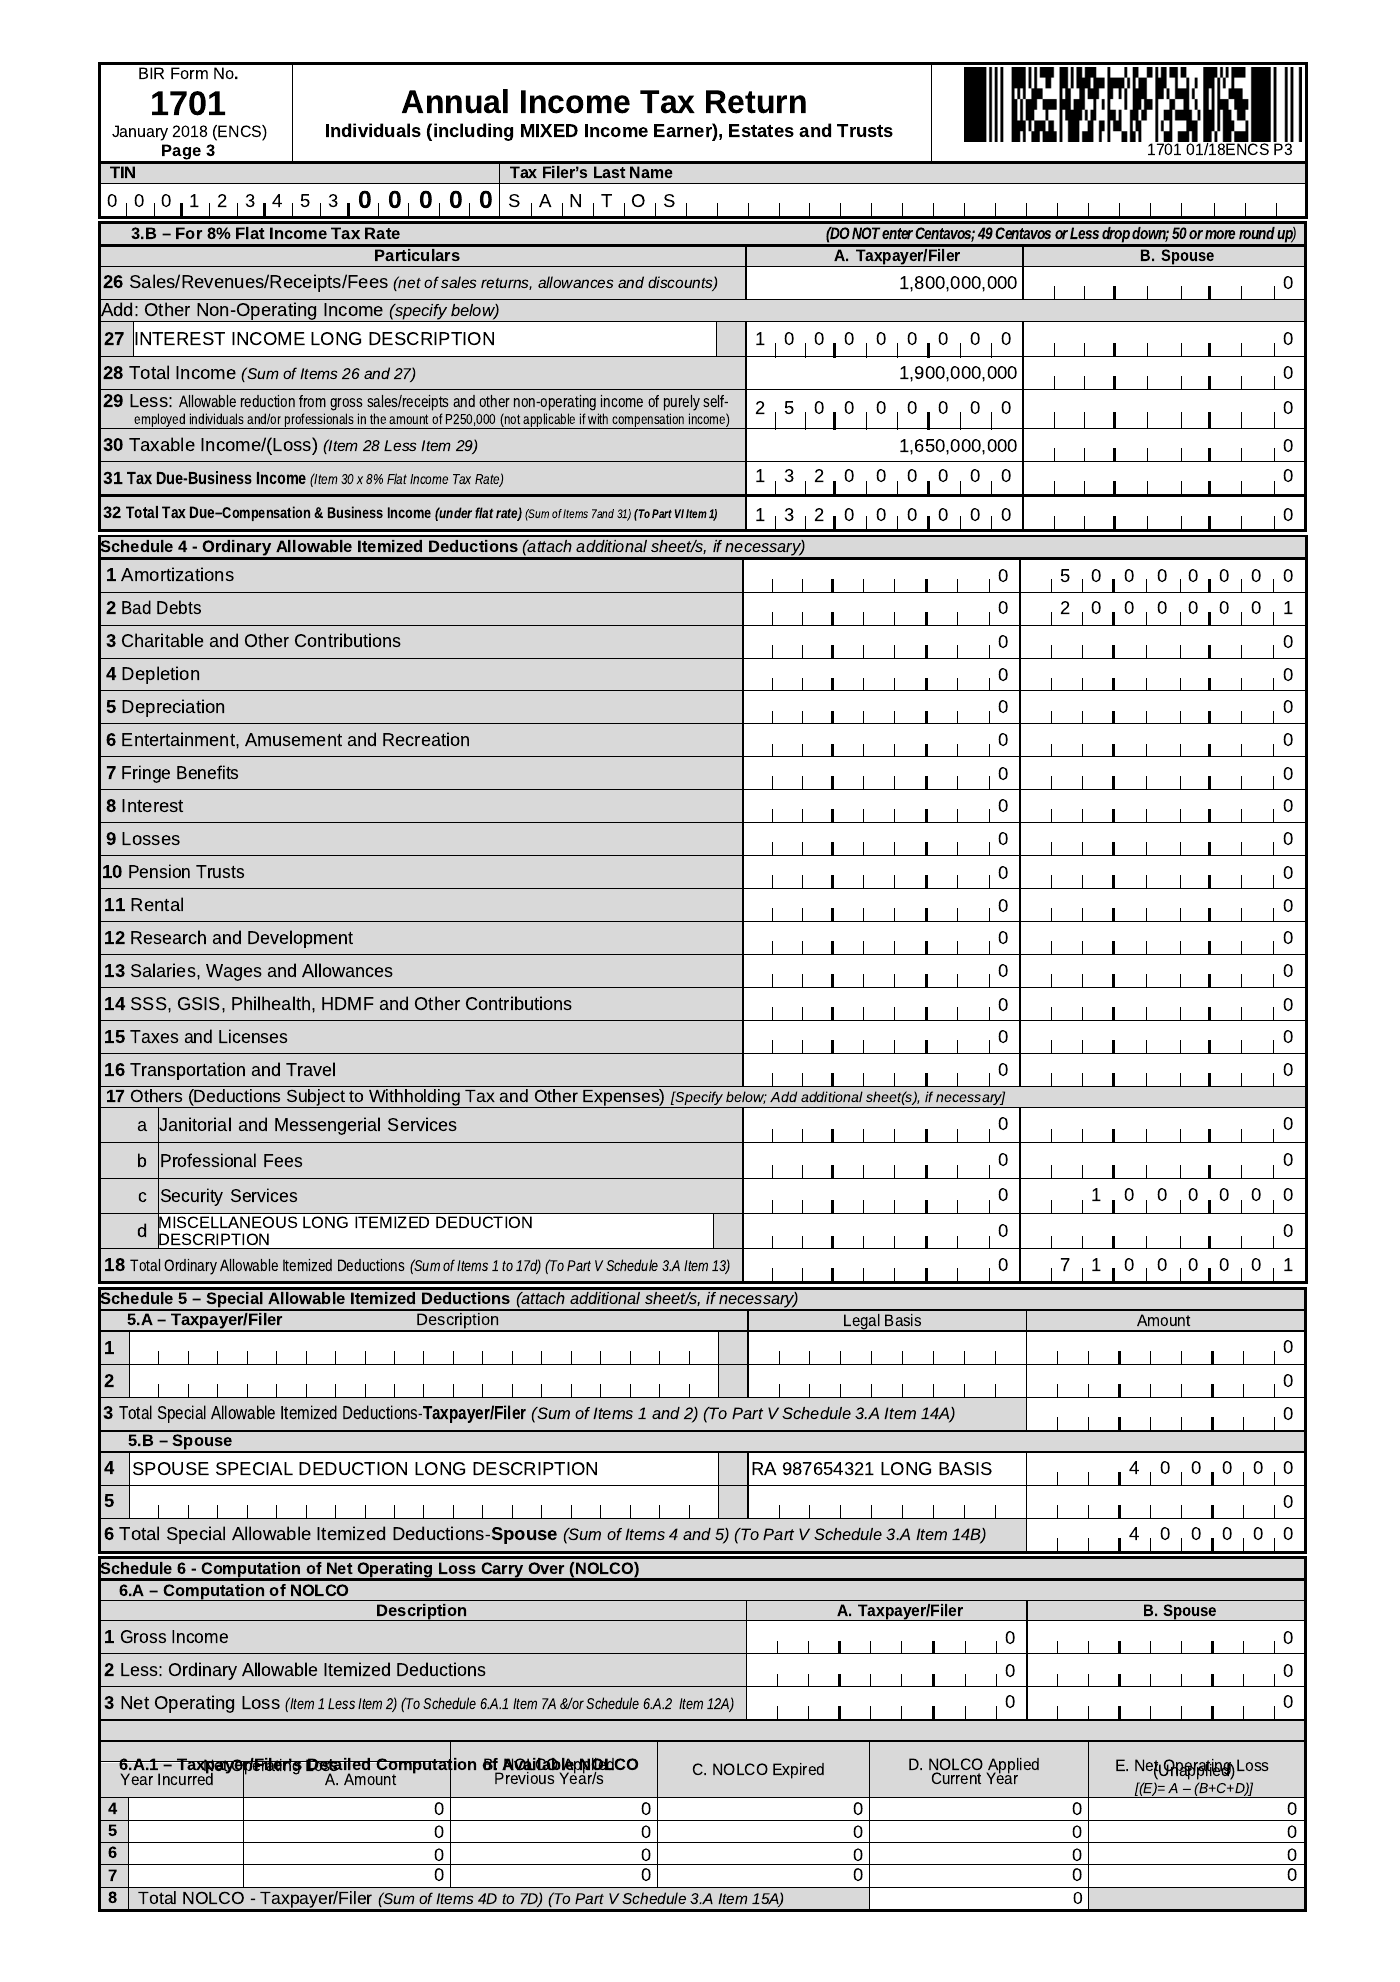 BIR Form No.
1701
January 2018 (ENCS)
Page 3
Annual Income Tax Return
Individuals (including MIXED Income Earner), Estates and Trusts
1701 01/18ENCS P3
TIN Tax Filer's Last Name
0 0 0 1 2 3 4 5 3 0 0 0 0 0 S A N T O S
3.B – For 8% Flat Income Tax Rate (DO NOT enter Centavos; 49 Centavos or Less drop down; 50 or more round up)
Particulars A. Taxpayer/Filer B. Spouse
26 Sales/Revenues/Receipts/Fees (net of sales returns, allowances and discounts) 1,800,000,000 0
Add: Other Non-Operating Income (specify below)
27 INTEREST INCOME LONG DESCRIPTION 1 0 0 0 0 0 0 0 0 0
28 Total Income (Sum of Items 26 and 27) 1,900,000,000 0
29 Less: Allowable reduction from gross sales/receipts and other non-operating income of purely self-
employed individuals and/or professionals in the amount of P250,000 (not applicable if with compensation income) 2 5 0 0 0 0 0 0 0 0
30 Taxable Income/(Loss) (Item 28 Less Item 29) 1,650,000,000 0
31 Tax Due-Business Income (Item 30 x 8% Flat Income Tax Rate) 1 3 2 0 0 0 0 0 0 0
32 Total Tax Due–Compensation & Business Income (under flat rate) (Sum of Items 7and 31) (To Part VI Item 1) 1 3 2 0 0 0 0 0 0 0
Schedule 4 - Ordinary Allowable Itemized Deductions (attach additional sheet/s, if necessary)
1 Amortizations 0 5 0 0 0 0 0 0 0
2 Bad Debts 0 2 0 0 0 0 0 0 1
3 Charitable and Other Contributions 0 0
4 Depletion 0 0
5 Depreciation 0 0
6 Entertainment, Amusement and Recreation 0 0
7 Fringe Benefits 0 0
8 Interest 0 0
9 Losses 0 0
10 Pension Trusts 0 0
11 Rental 0 0
12 Research and Development 0 0
13 Salaries, Wages and Allowances 0 0
14 SSS, GSIS, Philhealth, HDMF and Other Contributions 0 0
15 Taxes and Licenses 0 0
16 Transportation and Travel 0 0
17 Others (Deductions Subject to Withholding Tax and Other Expenses) [Specify below; Add additional sheet(s), if necessary]
a Janitorial and Messengerial Services 0 0
b Professional Fees 0 0
c Security Services 0 1 0 0 0 0 0 0
d MISCELLANEOUS LONG ITEMIZED DEDUCTION
DESCRIPTION 0 0
18 Total Ordinary Allowable Itemized Deductions (Sum of Items 1 to 17d) (To Part V Schedule 3.A Item 13) 0 7 1 0 0 0 0 0 1
Schedule 5 – Special Allowable Itemized Deductions (attach additional sheet/s, if necessary)
5.A – Taxpayer/Filer Description Legal Basis Amount
1 0
2 0
3 Total Special Allowable Itemized Deductions-Taxpayer/Filer (Sum of Items 1 and 2) (To Part V Schedule 3.A Item 14A) 0
5.B – Spouse
4 SPOUSE SPECIAL DEDUCTION LONG DESCRIPTION RA 987654321 LONG BASIS 4 0 0 0 0 0
5 0
6 Total Special Allowable Itemized Deductions-Spouse (Sum of Items 4 and 5) (To Part V Schedule 3.A Item 14B) 4 0 0 0 0 0
Schedule 6 - Computation of Net Operating Loss Carry Over (NOLCO)
6.A – Computation of NOLCO
Description A. Taxpayer/Filer B. Spouse
1 Gross Income 0 0
2 Less: Ordinary Allowable Itemized Deductions 0 0
3 Net Operating Loss (Item 1 Less Item 2) (To Schedule 6.A.1 Item 7A &/or Schedule 6.A.2 Item 12A) 0 0
6.A.1 – Taxpayer/Filer's Detailed Computation of Available NOLCO
Net Operating Loss B. NOLCO Applied D. NOLCO Applied E. Net Operating Loss
Year Incurred A. Amount Previous Year/s C. NOLCO Expired Current Year (Unapplied)
[(E)= A – (B+C+D)]
4 0 0 0 0 0
5 0 0 0 0 0
6 0 0 0 0 0
7 0 0 0 0 0
8 Total NOLCO - Taxpayer/Filer (Sum of Items 4D to 7D) (To Part V Schedule 3.A Item 15A) 0